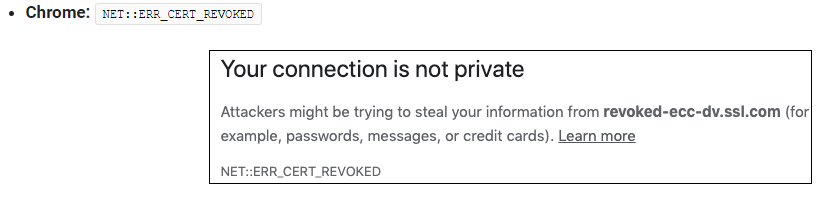 • Chrome: NET::ERR_CERT_REVOKED
Your connection is not private
Attackers might be trying to steal your information from revoked-ecc-dv.ssl.com (for
example, passwords, messages, or credit cards). Learn more
NET::ERR_CERT_REVOKED